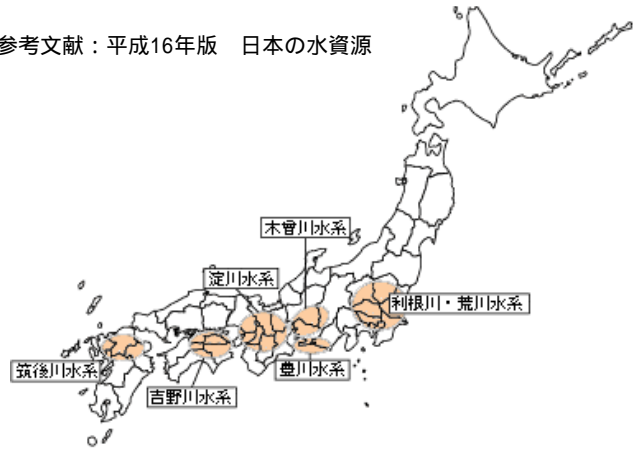 参考文献:平成16年版　日本の水資源
木曾川水系
淀川水系
利根川・荒川水系
筑後川水系
豊川水系
吉野川水系